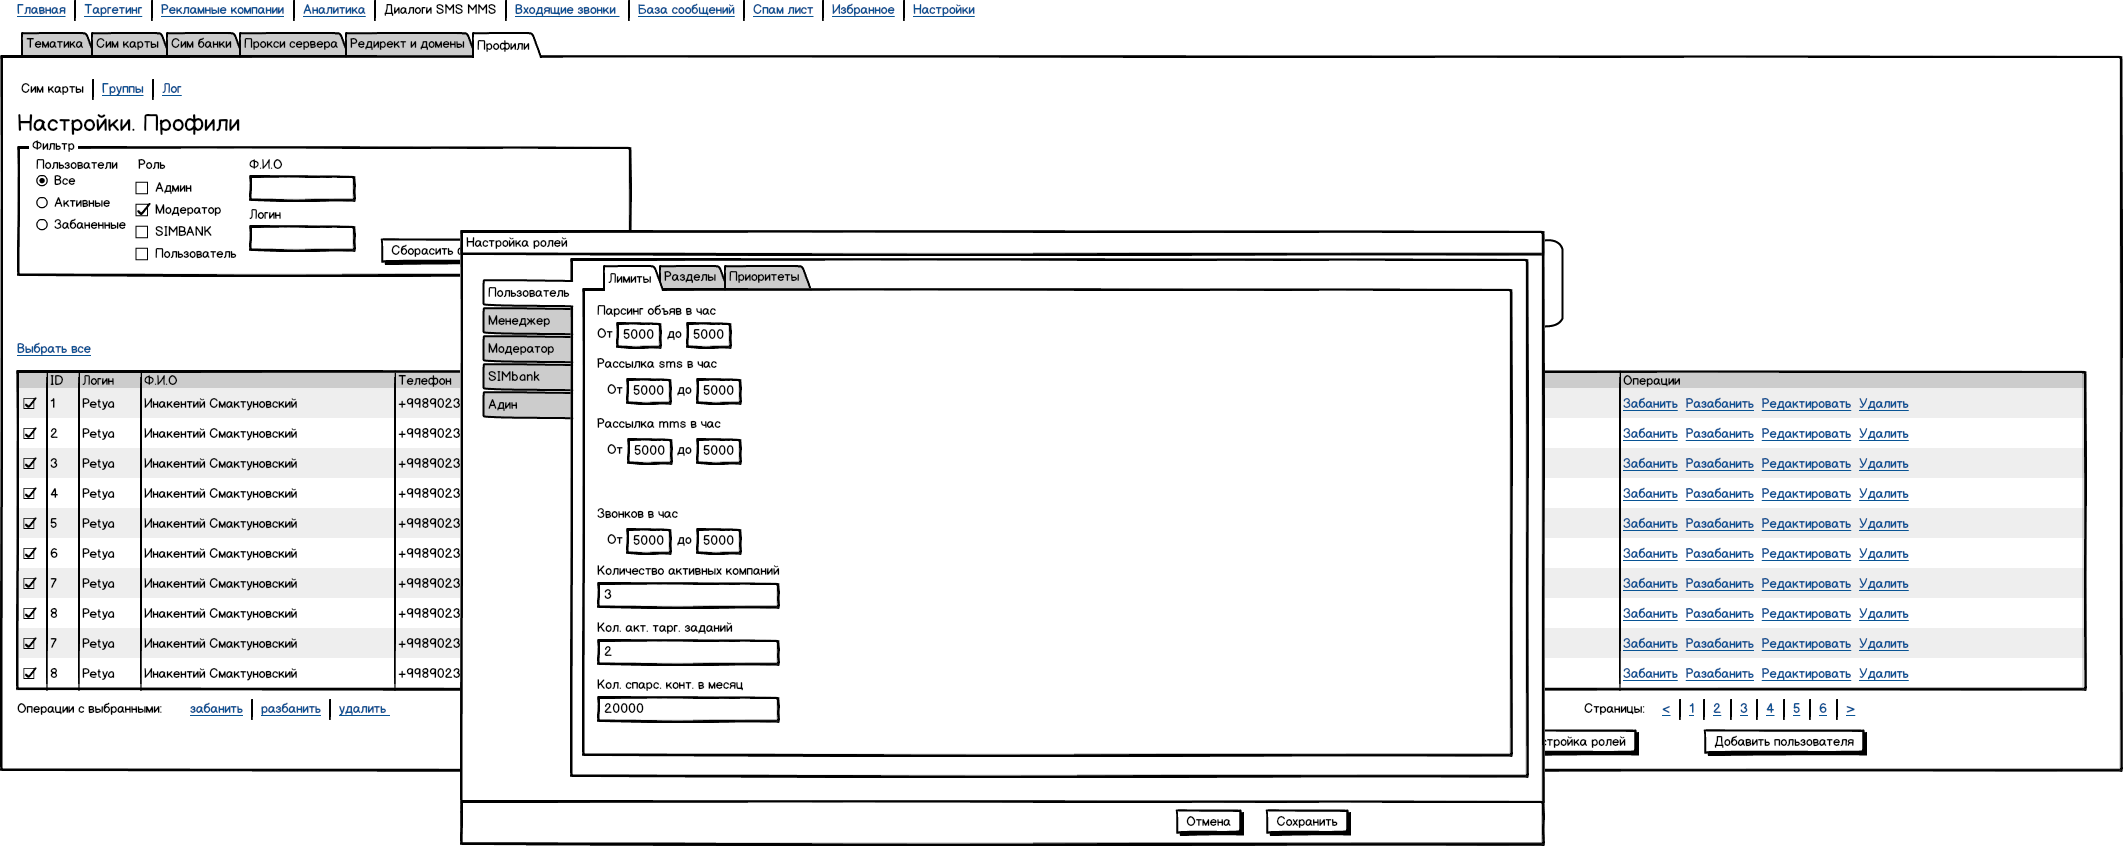 Главная Таргетинг Рекламные компании Аналитика Диалоги SMS MMS Входящие звонки База сообщений Спам лист Избранное Настройки
Тематика Сим карты Сим банки Прокси сервера Редирект и домены Профили
Сим карты Группы Лог
Настройки. Профили
Фильтр
Пользователи Роль Ф.И.О
Все Админ
Активные Модератор Логин
Забаненные SIMBANK
Пользователь Сборасить
Настройка ролей
Лимиты Разделы Приоритеты
Пользователь
Менеджер
Модератор
SIMbank
Адин
Парсинг объяв в час
От 5000 до 5000
Рассылка sms в час
От 5000 до 5000
Рассылка mms в час
От 5000 до 5000
Звонков в час
От 5000 до 5000
Количество активных компаний
3
Кол. акт. тарг. заданий
2
Кол. спарс. конт. в месяц
20000
Отмена Сохранить
Выбрать все
ID Логин Ф.И.О Телефон Операции
1 Petya Инакентий Смактуновский +9989023 Забанить Разабанить Редактировать Удалить
2 Petya Инакентий Смактуновский +9989023 Забанить Разабанить Редактировать Удалить
3 Petya Инакентий Смактуновский +9989023 Забанить Разабанить Редактировать Удалить
4 Petya Инакентий Смактуновский +9989023 Забанить Разабанить Редактировать Удалить
5 Petya Инакентий Смактуновский +9989023 Забанить Разабанить Редактировать Удалить
6 Petya Инакентий Смактуновский +9989023 Забанить Разабанить Редактировать Удалить
7 Petya Инакентий Смактуновский +9989023 Забанить Разабанить Редактировать Удалить
8 Petya Инакентий Смактуновский +9989023 Забанить Разабанить Редактировать Удалить
7 Petya Инакентий Смактуновский +9989023 Забанить Разабанить Редактировать Удалить
8 Petya Инакентий Смактуновский +9989023 Забанить Разабанить Редактировать Удалить
Операции с выбранными: забанить разбанить удалить Страницы: < 1 2 3 4 5 6 >
тройка ролей Добавить пользователя